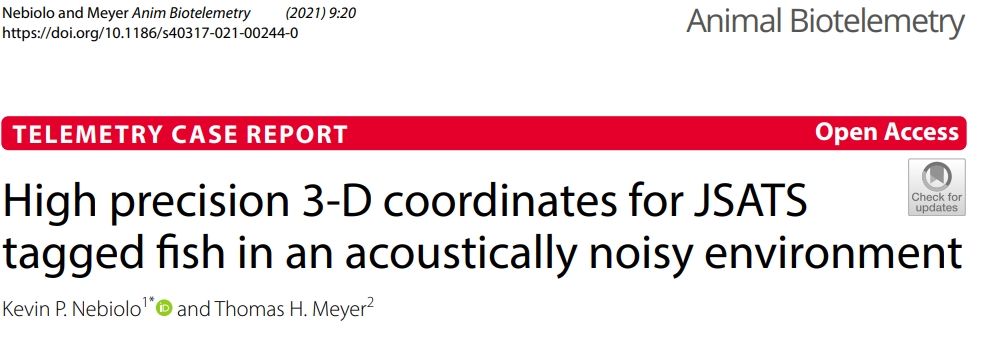 Nebiolo and Meyer Anim Biotelemetry (2021) 9:20
https://doi.org/10.1186/s40317-021-00244-0
Animal Biotelemetry
TELEMETRY CASE REPORT Open Access
High precision 3-D coordinates for JSATS
tagged fish in an acoustically noisy environment
Check for
updates
Kevin P. Nebiolo1* iD and Thomas H. Meyer2